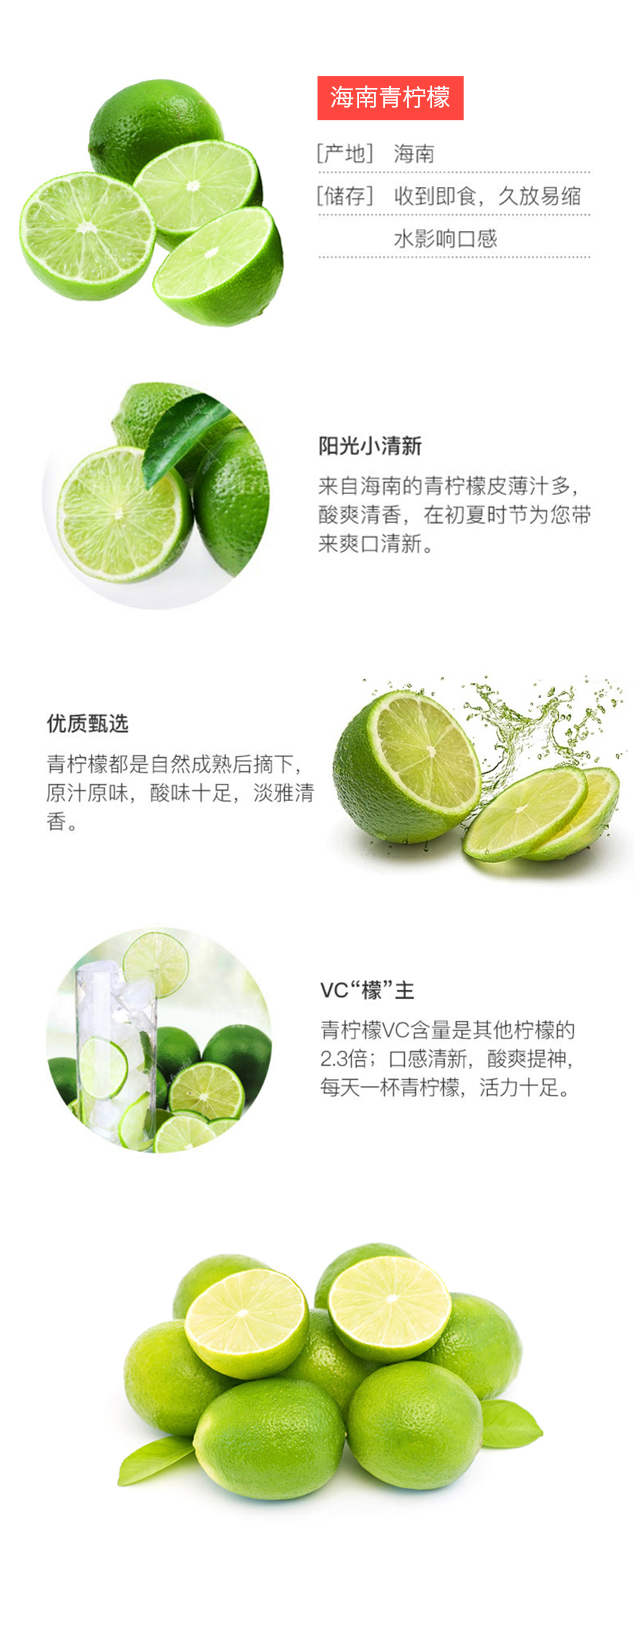 海南青柠檬
[产地] 海南
[储存] 收到即食，久放易缩
水影响口感
阳光小清新
来自海南的青柠檬皮薄汁多，
酸爽清香，在初夏时节为您带
来爽口清新。
优质甄选
青柠檬都是自然成熟后摘下，
原汁原味，酸味十足，淡雅清
香。
VC“檬”主
青柠檬VC含量是其他柠檬的
2.3倍；口感清新，酸爽提神，
每天一杯青柠檬，活力十足。